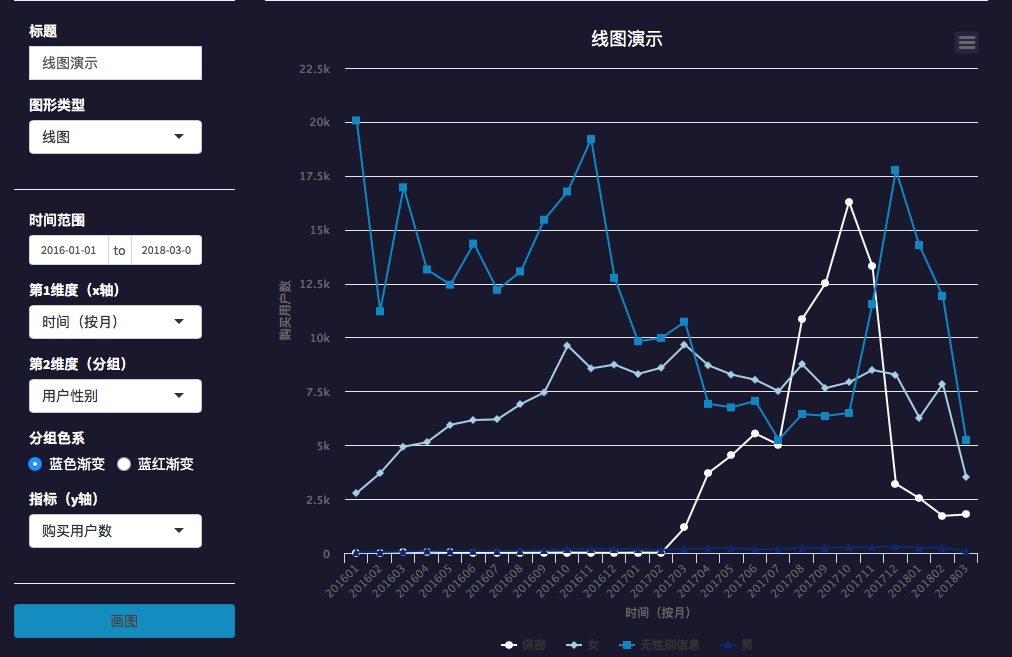 标题
线图演示
图形类型
线图
时间范围
2016-01-01 to 2018-03-0
第1维度（x轴）
时间（按月）
第2维度（分组）
用户性别
分组色系
蓝色渐变 蓝红渐变
指标（y轴）
购买用户数
画图
线图演示
购买用户数
22.5k
20k
17.5k
15k
12.5k
10k
7.5k
5k
2.5k
0
201601 201602 201603 201604 201605 201606 201607 201608 201609 201610 201611 201612 201701 201702 201703 201704 201705 201706 201707 201708 201709 201710 201711 201712 201801 201802 201803
时间（按月）
保密 女 无性别信息 男